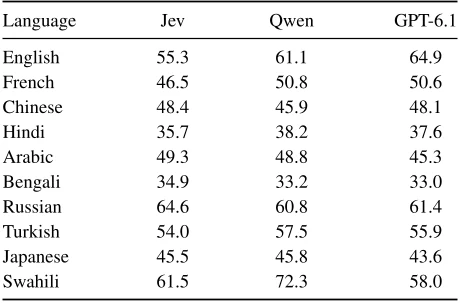 Language Jev Qwen GPT-6.1
English 55.3 61.1 64.9
French 46.5 50.8 50.6
Chinese 48.4 45.9 48.1
Hindi 35.7 38.2 37.6
Arabic 49.3 48.8 45.3
Bengali 34.9 33.2 33.0
Russian 64.6 60.8 61.4
Turkish 54.0 57.5 55.9
Japanese 45.5 45.8 43.6
Swahili 61.5 72.3 58.0